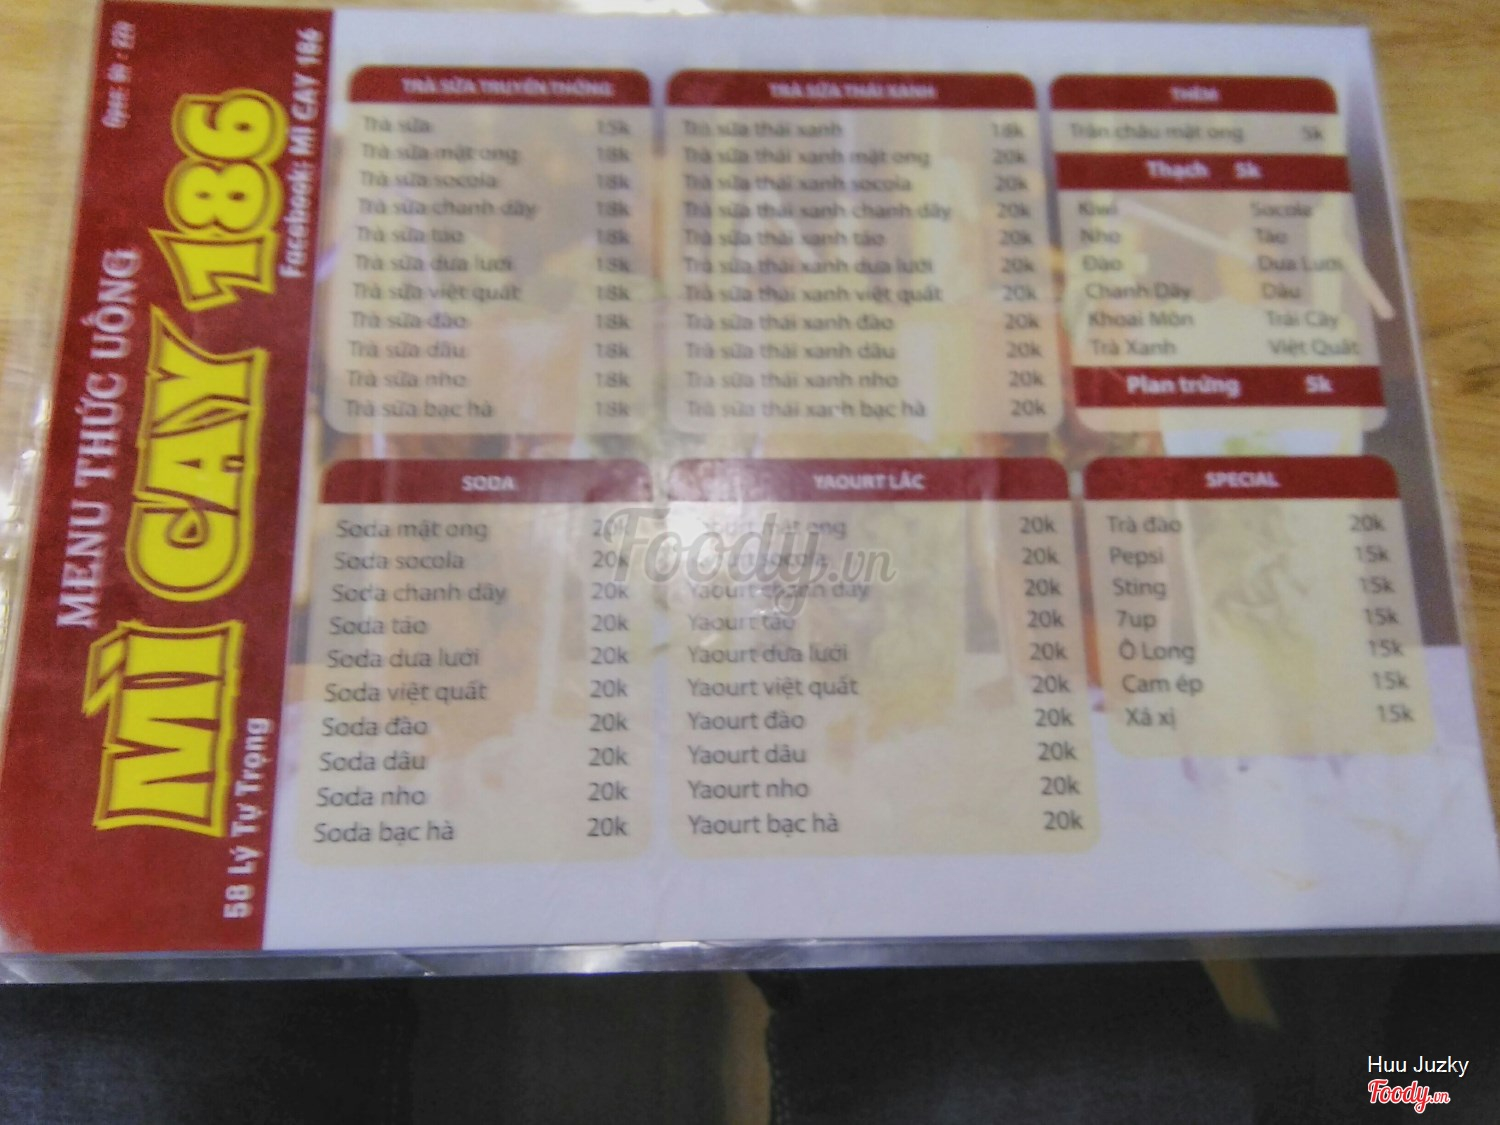 MENU THỨC UỐNG
MÌ CAY 186
58 Lý Tự Trọng
Facebook: MÌ CAY 186
TRÀ SỮA TRUYỀN THỐNG
Trà sữa 15k
Trà sữa mật ong 18k
Trà sữa socola 18k
Trà sữa chanh dây 18k
Trà sữa táo 18k
Trà sữa dưa lưới 18k
Trà sữa việt quất 18k
Trà sữa đào 18k
Trà sữa dâu 18k
Trà sữa nho 18k
Trà sữa bạc hà 18k
TRÀ SỮA THÁI XANH
Trà sữa thái xanh 18k
Trà sữa thái xanh mật ong 20k
Trà sữa thái xanh socola 20k
Trà sữa thái xanh chanh dây 20k
Trà sữa thái xanh táo 20k
Trà sữa thái xanh dưa lưới 20k
Trà sữa thái xanh việt quất 20k
Trà sữa thái xanh đào 20k
Trà sữa thái xanh dâu 20k
Trà sữa thái xanh nho 20k
Trà sữa thái xanh bạc hà 20k
THÊM
Trân châu mật ong 5k
Thạch 5k
Kiwi Socola
Nho Táo
Đào Dưa Lưới
Chanh Dây Dâu
Khoai Môn Trái Cây
Trà Xanh Việt Quất
Plan trứng 5k
SODA
Soda mật ong 20k
Soda socola 20k
Soda chanh dây 20k
Soda táo 20k
Soda dưa lưới 20k
Soda việt quất 20k
Soda đào 20k
Soda dâu 20k
Soda nho 20k
Soda bạc hà 20k
YAOURT LẮC
Yaourt mật ong 20k
Yaourt socola 20k
Yaourt chanh dây 20k
Yaourt táo 20k
Yaourt dưa lưới 20k
Yaourt việt quất 20k
Yaourt đào 20k
Yaourt dâu 20k
Yaourt nho 20k
Yaourt bạc hà 20k
SPECIAL
Trà đào 20k
Pepsi 15k
Sting 15k
7up 15k
Ô Long 15k
Cam ép 15k
Xá xị 15k
Foody.vn
Huu Juzky
Foody.vn